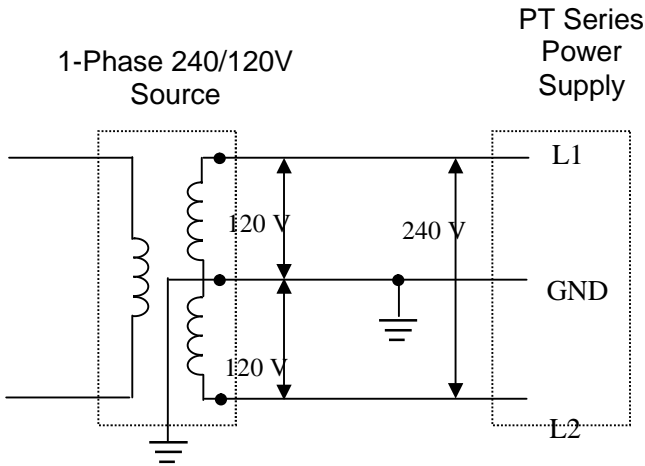 PT Series
Power
Supply
1-Phase 240/120V
Source
L1
120 V
240 V
GND
120 V
L2